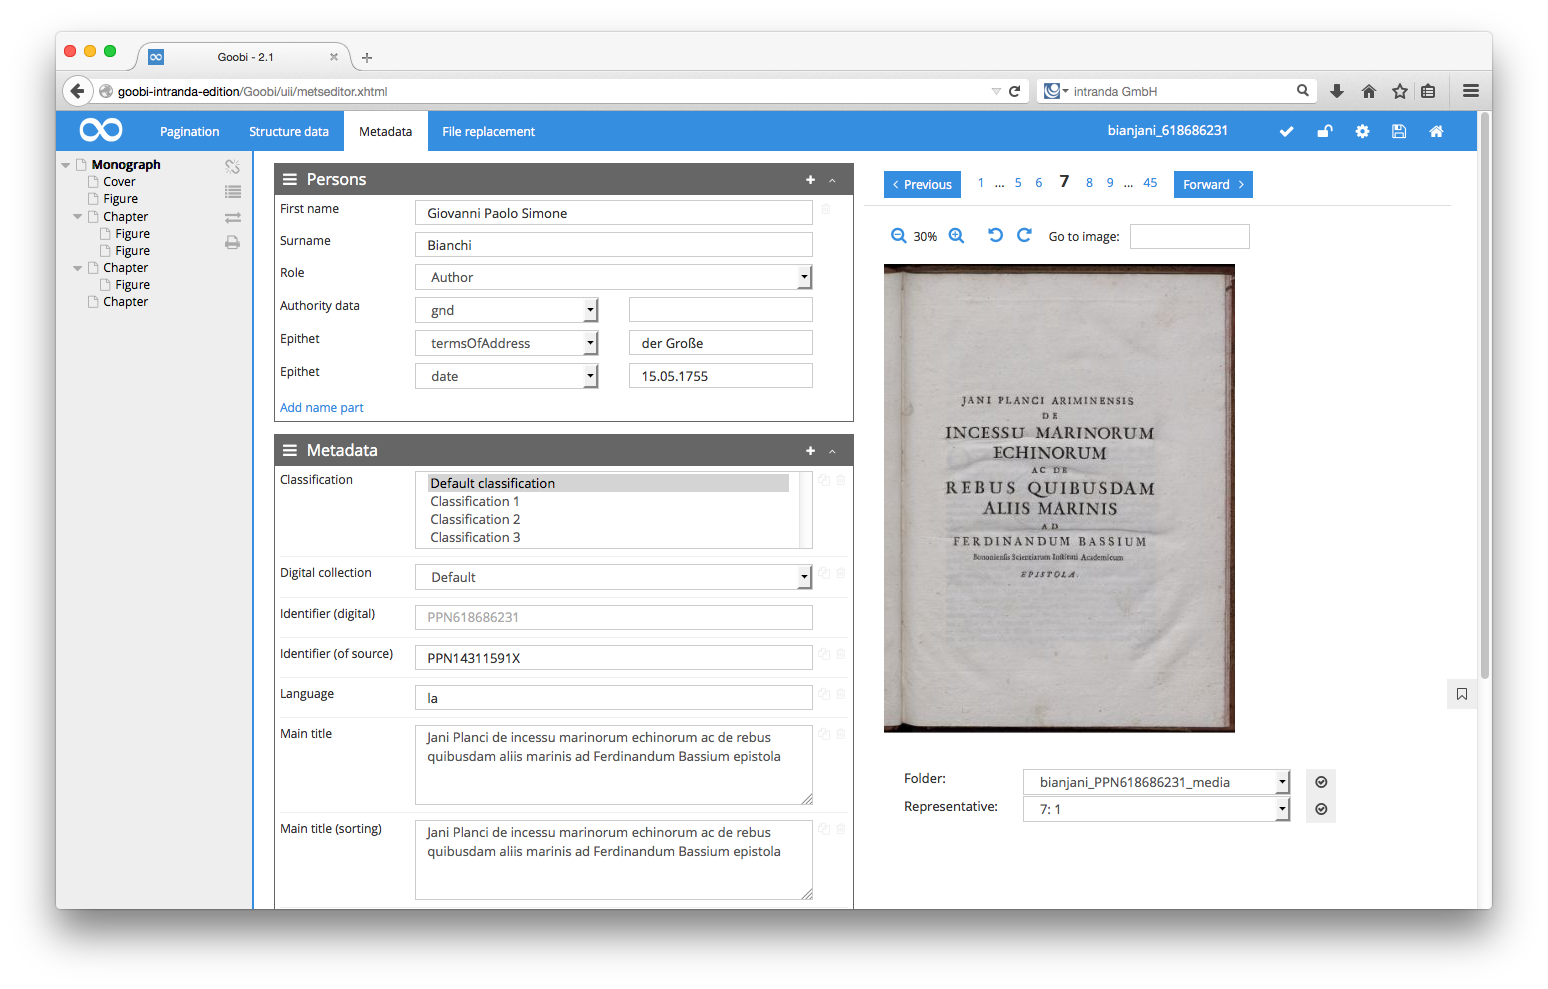 Goobi - 2.1
goobi-intranda-edition/Goobi/uii/metseditor.xhtml
intranda GmbH
Pagination
Structure data
Metadata
File replacement
bianjani_618686231
Monograph
Cover
Figure
Chapter
Figure
Figure
Chapter
Figure
Chapter
Persons
First name
Giovanni Paolo Simone
Surname
Bianchi
Role
Author
Authority data
gnd
Epithet
termsOfAddress
der Große
Epithet
date
15.05.1755
Add name part
Metadata
Classification
Default classification
Classification 1
Classification 2
Classification 3
Digital collection
Default
Identifier (digital)
PPN618686231
Identifier (of source)
PPN14311591X
Language
la
Main title
Jani Planci de incessu marinorum echinorum ac de rebus
quibusdam aliis marinis ad Ferdinandum Bassium epistola
Main title (sorting)
Jani Planci de incessu marinorum echinorum ac de rebus
quibusdam aliis marinis ad Ferdinandum Bassium epistola
Previous
1 ... 5 6 7 8 9 ... 45
Forward
30%
Go to image:
JANI PLANCI ARIMINENSIS
DE
INCESSU MARINORUM
ECHINORUM
AC DE
REBUS QUIBUSDAM
ALIIS MARINIS
AD
FERDINANDUM BASSIUM
Bononiensis Scientiarum Instituti Academicum
EPISTOLA.
Folder:
bianjani_PPN618686231_media
Representative:
7: 1